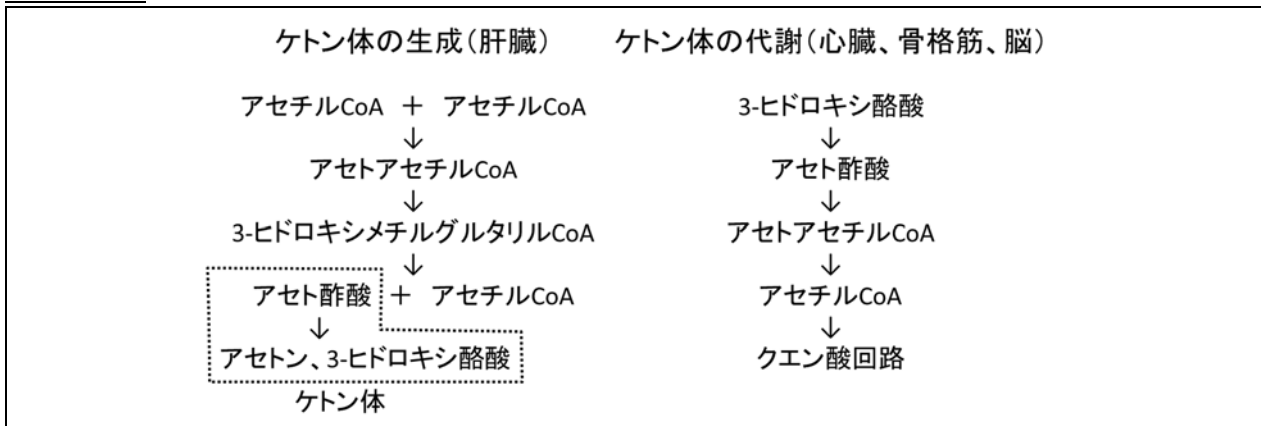 ケトン体の生成(肝臓)
アセチルCoA + アセチルCoA
↓
アセトアセチルCoA
↓
3-ヒドロキシメチルグルタリルCoA
↓
アセト酢酸 + アセチルCoA
↓
アセトン、3-ヒドロキシ酪酸
ケトン体
ケトン体の代謝(心臓、骨格筋、脳)
3-ヒドロキシ酪酸
↓
アセト酢酸
↓
アセトアセチルCoA
↓
アセチルCoA
↓
クエン酸回路